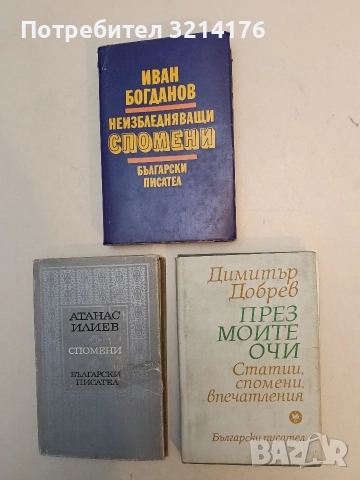 Потребител 3214176
ИВАН
БОГДАНОВ
НЕИЗБЛЕДНЯВАЩИ
СПОМЕНИ
БЪЛГАРСКИ
ПИСАТЕЛ
АТАНАС
ИЛИЕВ
СПОМЕНИ
БЪЛГАРСКИ
ПИСАТЕЛ
Димитър
Добрев
ПРЕЗ
МОИТЕ
ОЧИ
Статии,
спомени,
впечатления
Български писател
BAZAR